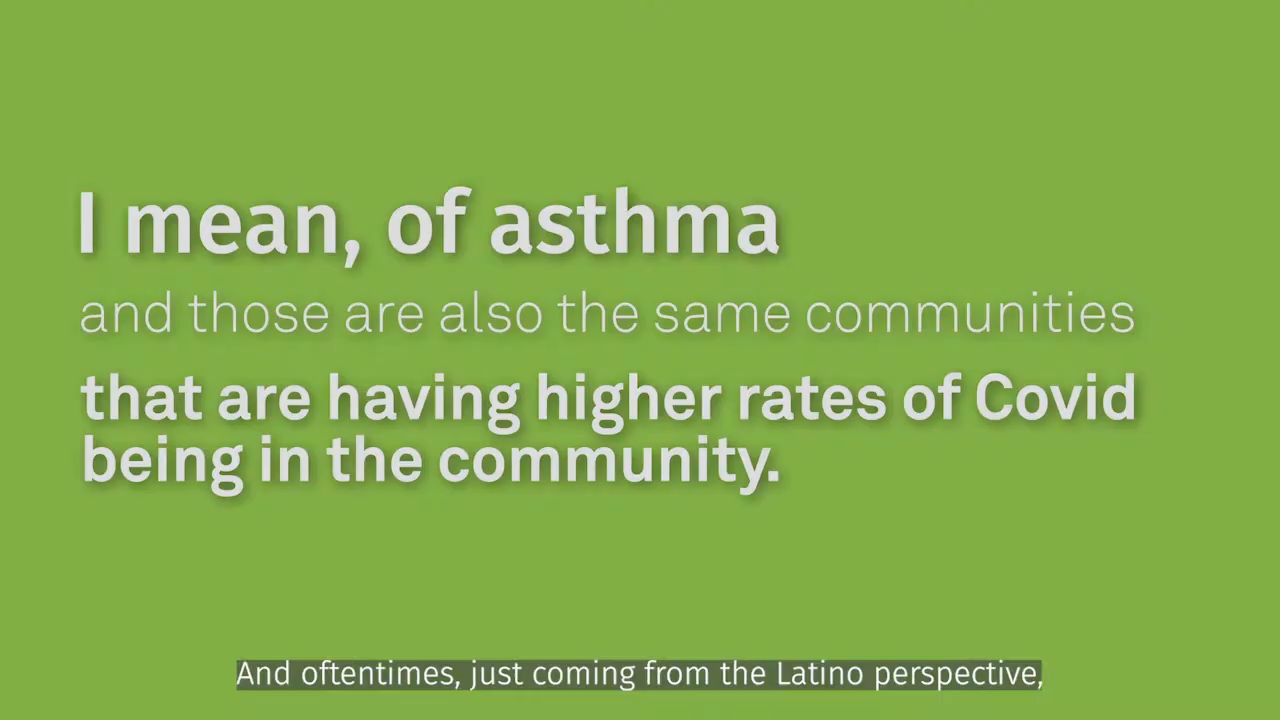 I mean, of asthma
and those are also the same communities
that are having higher rates of Covid
being in the community.
And oftentimes, just coming from the Latino perspective,